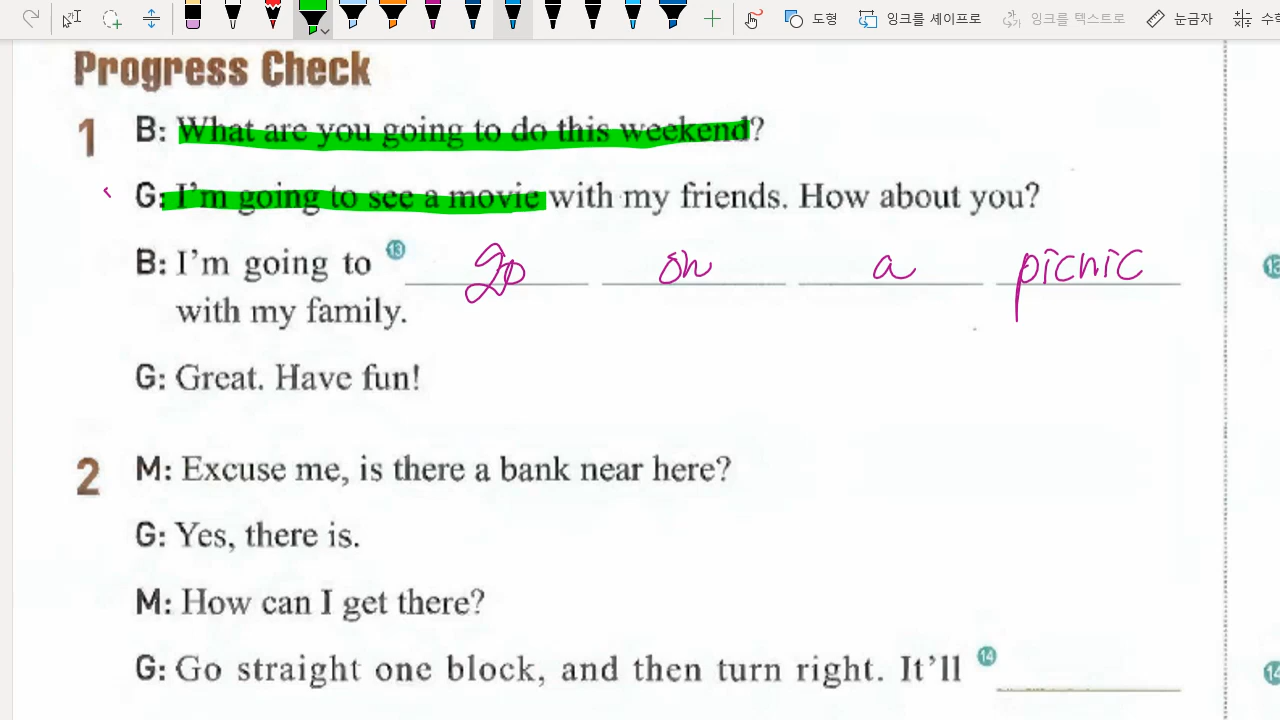 도형 잉크를 셰이프로 잉크를 텍스트로 눈금자
Progress Check
1 B: What are you going to do this weekend?
G: I'm going to see a movie with my friends. How about you?
B: I'm going to 13 go on a picnic
with my family.
G: Great. Have fun!
2 M: Excuse me, is there a bank near here?
G: Yes, there is.
M: How can I get there?
G: Go straight one block, and then turn right. It'll 14